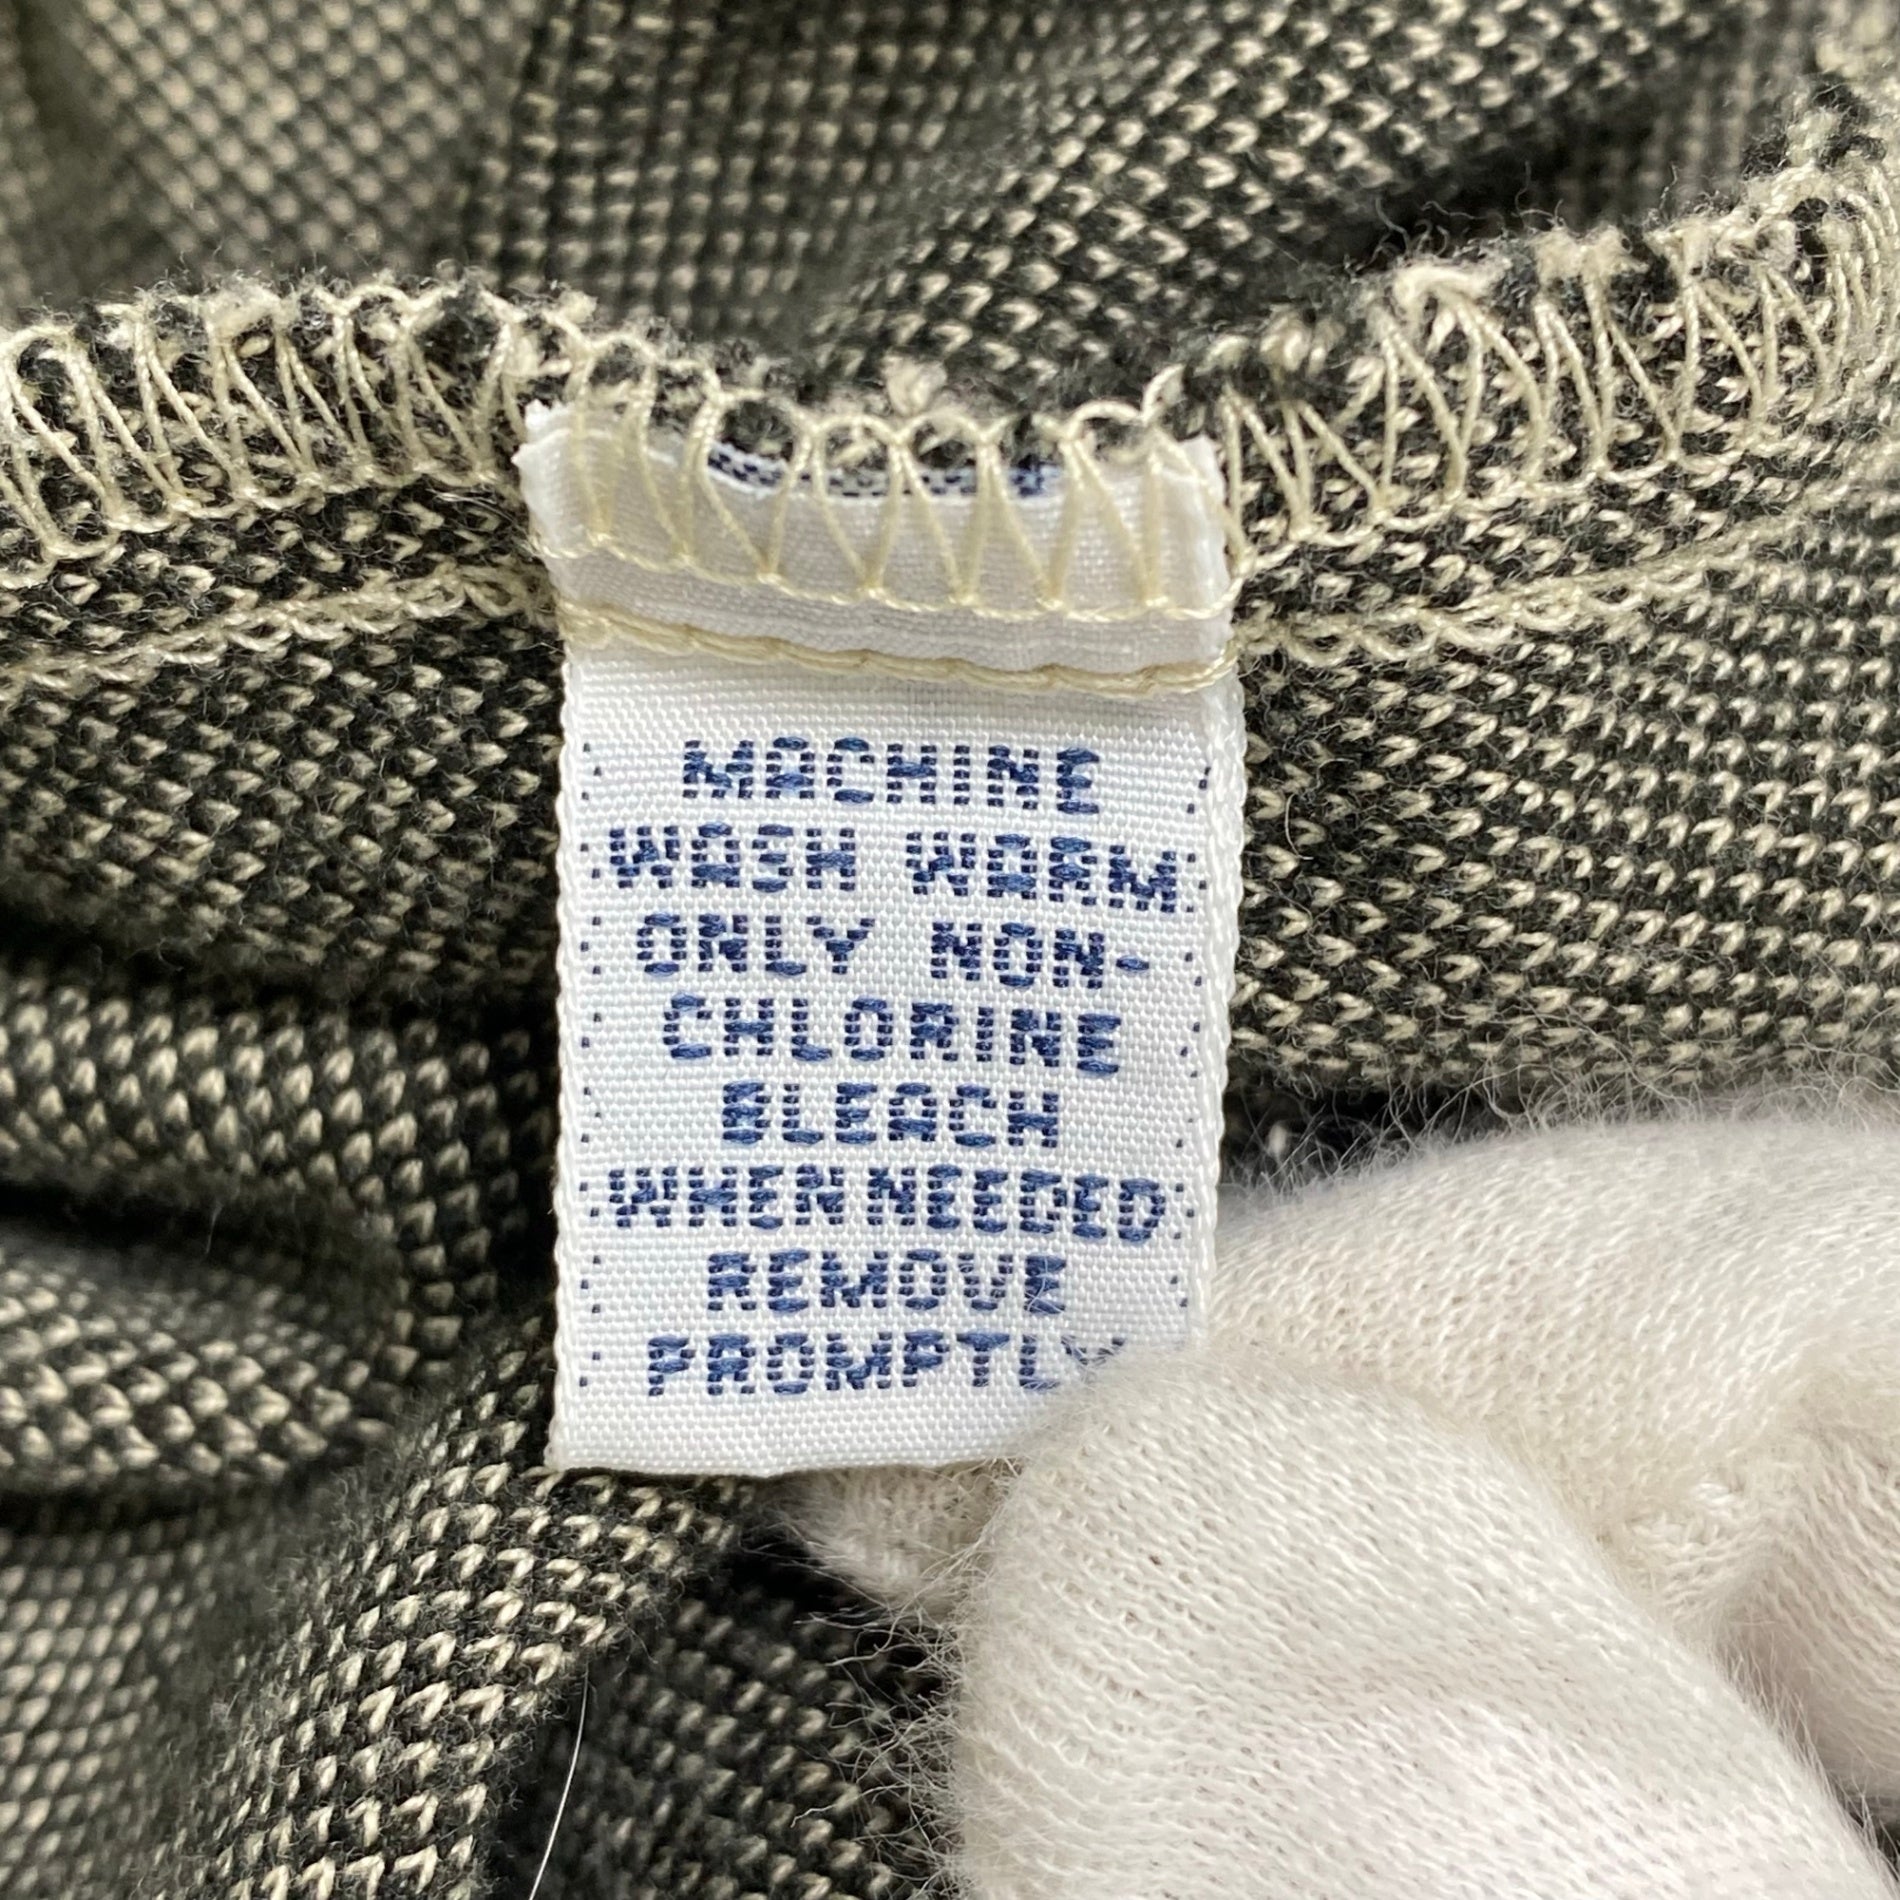 MACHINE
WASH WARM
ONLY NON-
CHLORINE
BLEACH
WHEN NEEDED
REMOVE
PROMPTLY